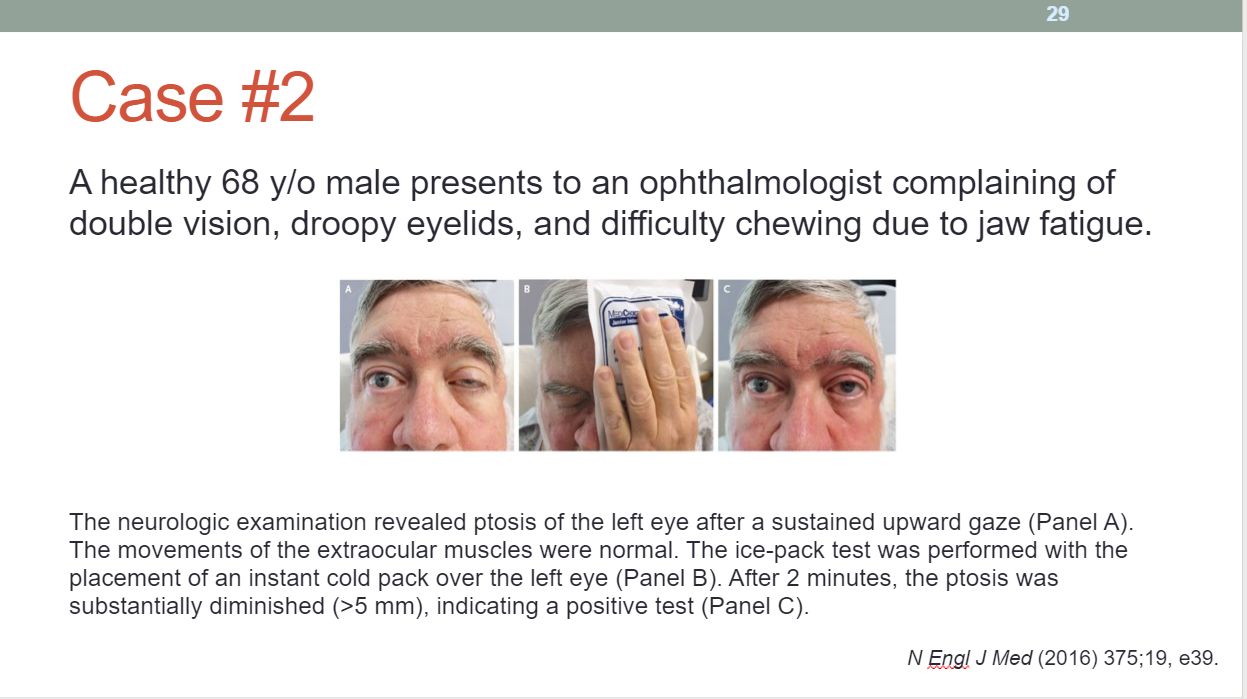 29
Case #2
A healthy 68 y/o male presents to an ophthalmologist complaining of
double vision, droopy eyelids, and difficulty chewing due to jaw fatigue.
A
B
C
Junior
The neurologic examination revealed ptosis of the left eye after a sustained upward gaze (Panel A).
The movements of the extraocular muscles were normal. The ice-pack test was performed with the
placement of an instant cold pack over the left eye (Panel B). After 2 minutes, the ptosis was
substantially diminished (>5 mm), indicating a positive test (Panel C).
N Engl J Med (2016) 375;19, e39.